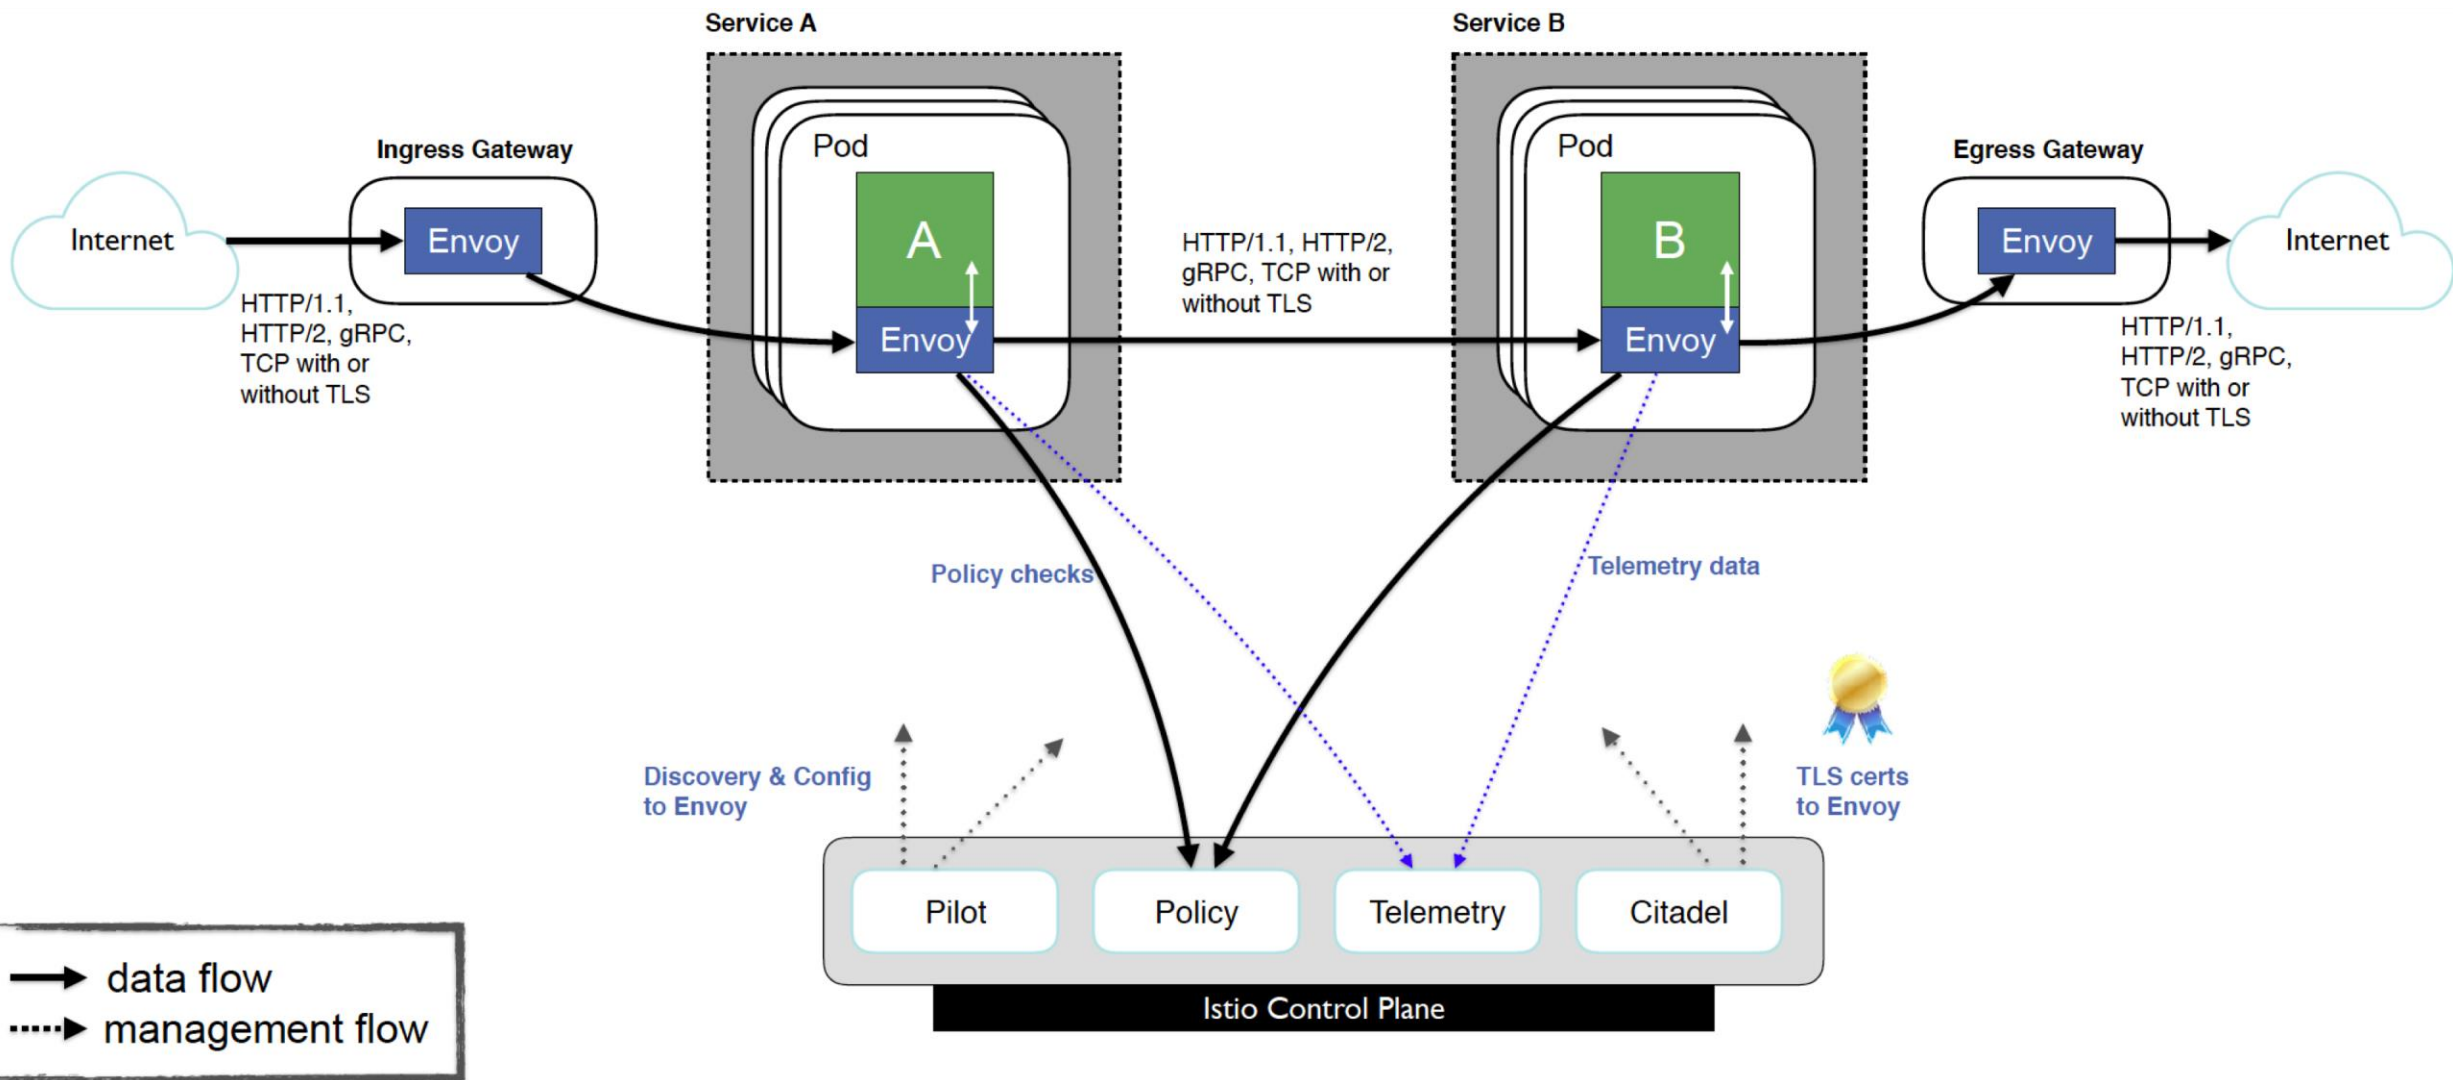 Service A
Service B
Ingress Gateway
Pod
Pod
Egress Gateway
Internet
Envoy
A
Envoy
HTTP/1.1, HTTP/2,
gRPC, TCP with or
without TLS
B
Envoy
Envoy
Internet
HTTP/1.1,
HTTP/2, gRPC,
TCP with or
without TLS
HTTP/1.1,
HTTP/2, gRPC,
TCP with or
without TLS
Policy checks
Telemetry data
Discovery & Config
to Envoy
TLS certs
to Envoy
Pilot
Policy
Telemetry
Citadel
Istio Control Plane
data flow
management flow